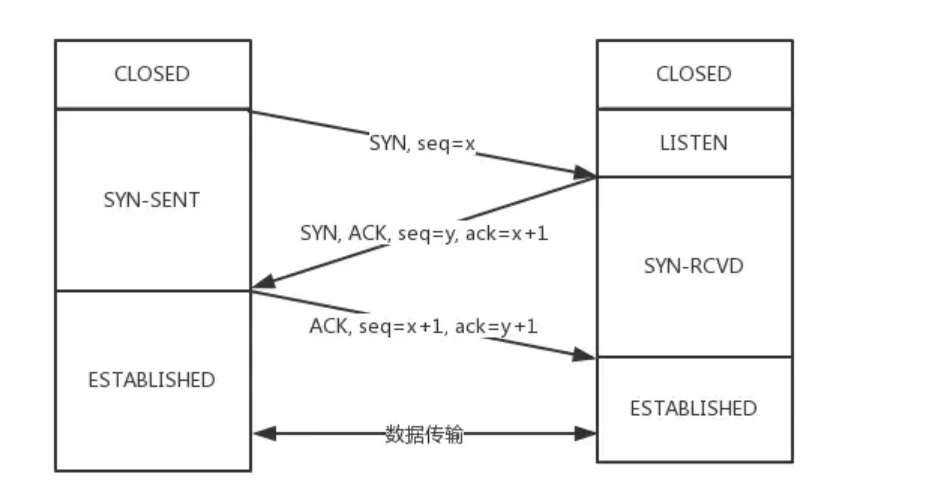 CLOSED
CLOSED
SYN, seq=x
LISTEN
SYN-SENT
SYN, ACK, seq=y, ack=x+1
SYN-RCVD
ACK, seq=x+1, ack=y+1
ESTABLISHED
ESTABLISHED
数据传输